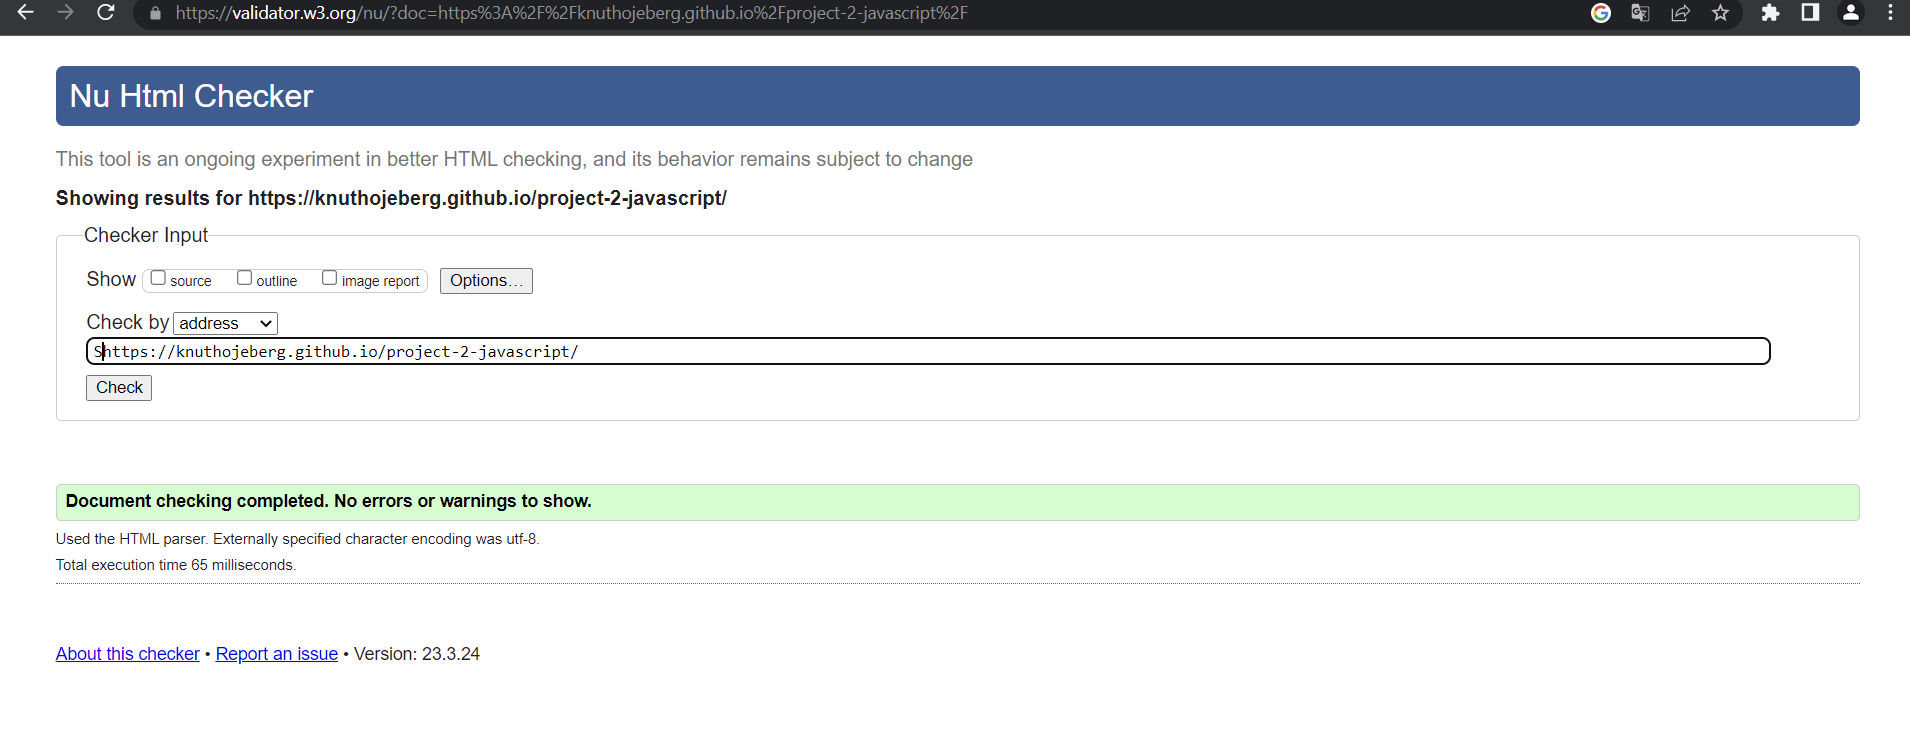 https://validator.w3.org/nu/?doc=https%3A%2F%2Fknuthojeberg.github.io%2Fproject-2-javascript%2F
Nu Html Checker
This tool is an ongoing experiment in better HTML checking, and its behavior remains subject to change
Showing results for https://knuthojeberg.github.io/project-2-javascript/
Checker Input
Show source outline image report Options…
Check by address
Shttps://knuthojeberg.github.io/project-2-javascript/
Check
Document checking completed. No errors or warnings to show.
Used the HTML parser. Externally specified character encoding was utf-8.
Total execution time 65 milliseconds.
About this checker • Report an issue • Version: 23.3.24